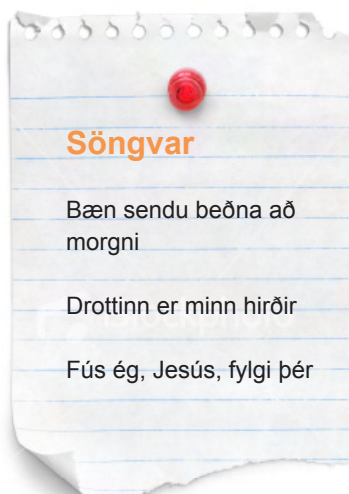 Söngvar
Bæn sendu beðna að
morgni
Drottinn er minn hirðir
Fús ég, Jesús, fylgi þér